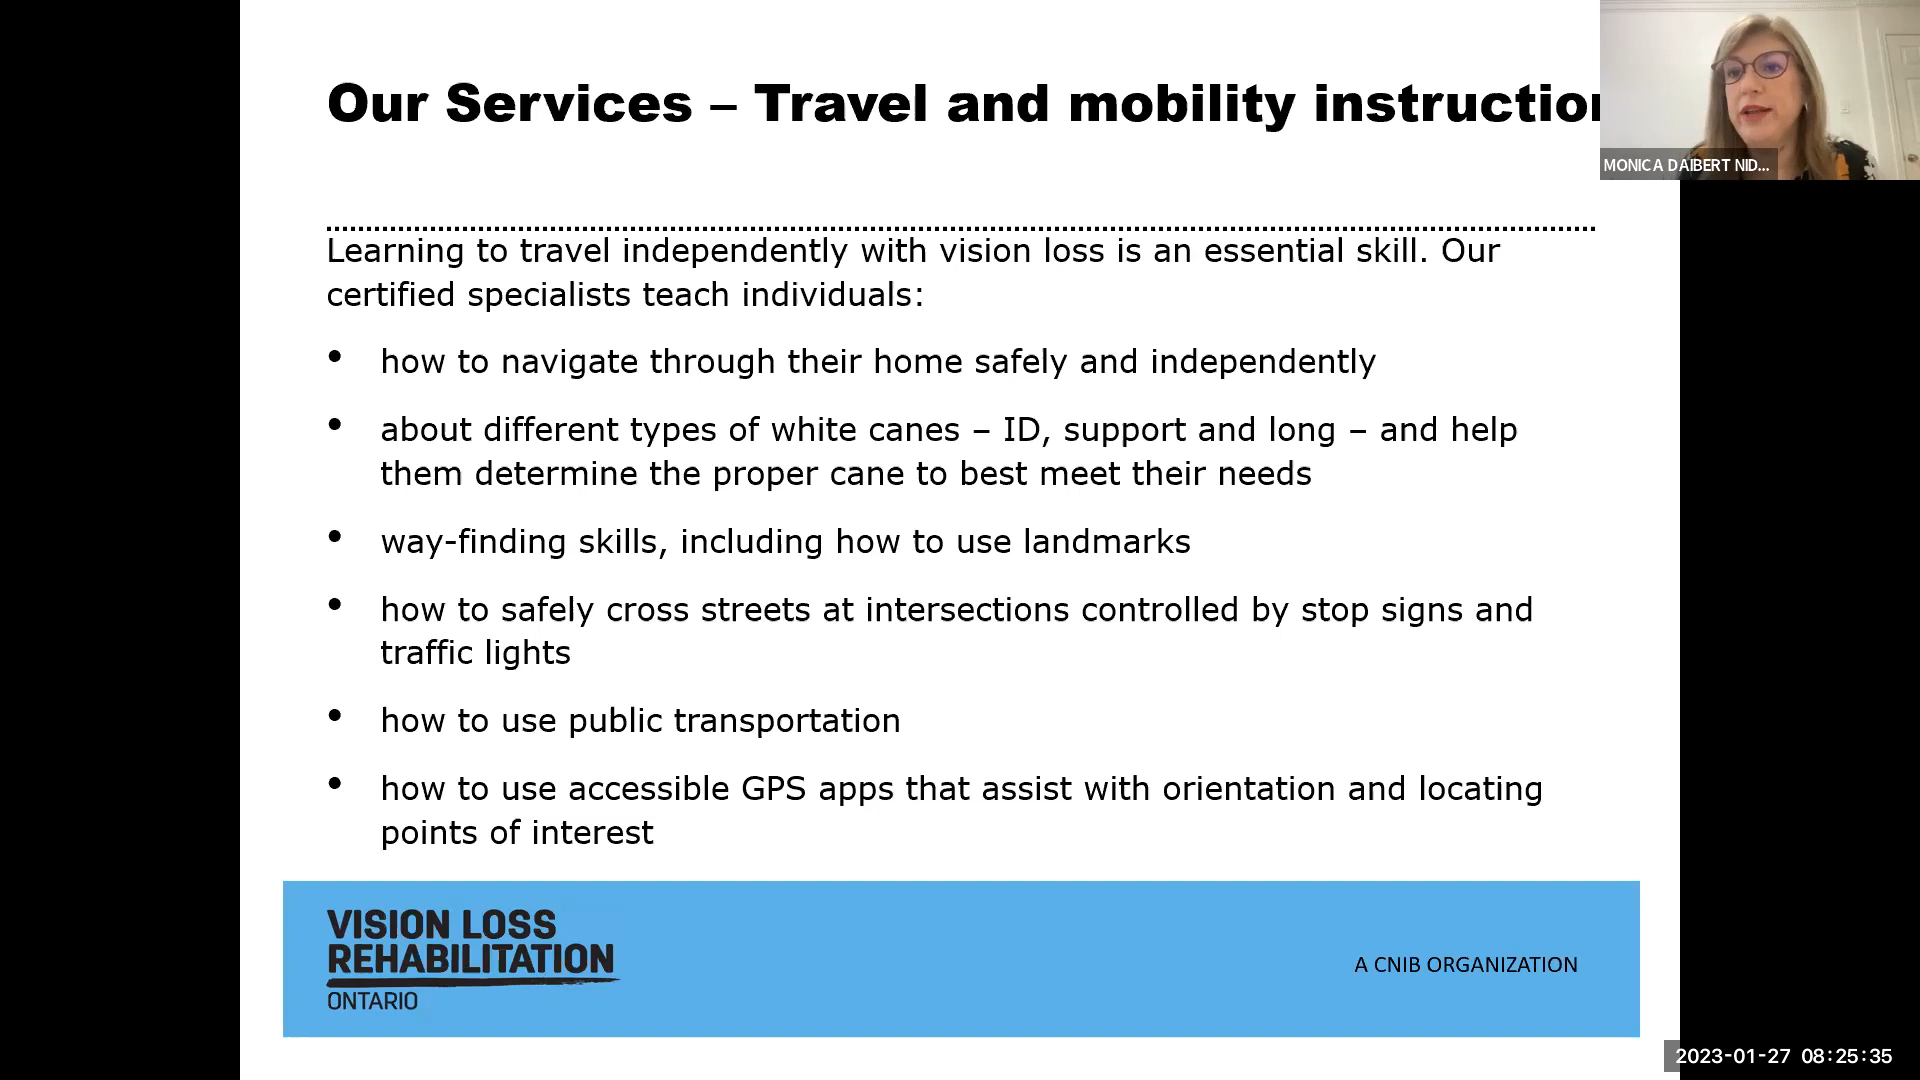 Our Services – Travel and mobility instruction
MONICA DAIBERT NID...
Learning to travel independently with vision loss is an essential skill. Our
certified specialists teach individuals:
• how to navigate through their home safely and independently
• about different types of white canes – ID, support and long – and help
them determine the proper cane to best meet their needs
• way-finding skills, including how to use landmarks
• how to safely cross streets at intersections controlled by stop signs and
traffic lights
• how to use public transportation
• how to use accessible GPS apps that assist with orientation and locating
points of interest
VISION LOSS
REHABILITATION
ONTARIO
A CNIB ORGANIZATION
2023-01-27 08:25:35